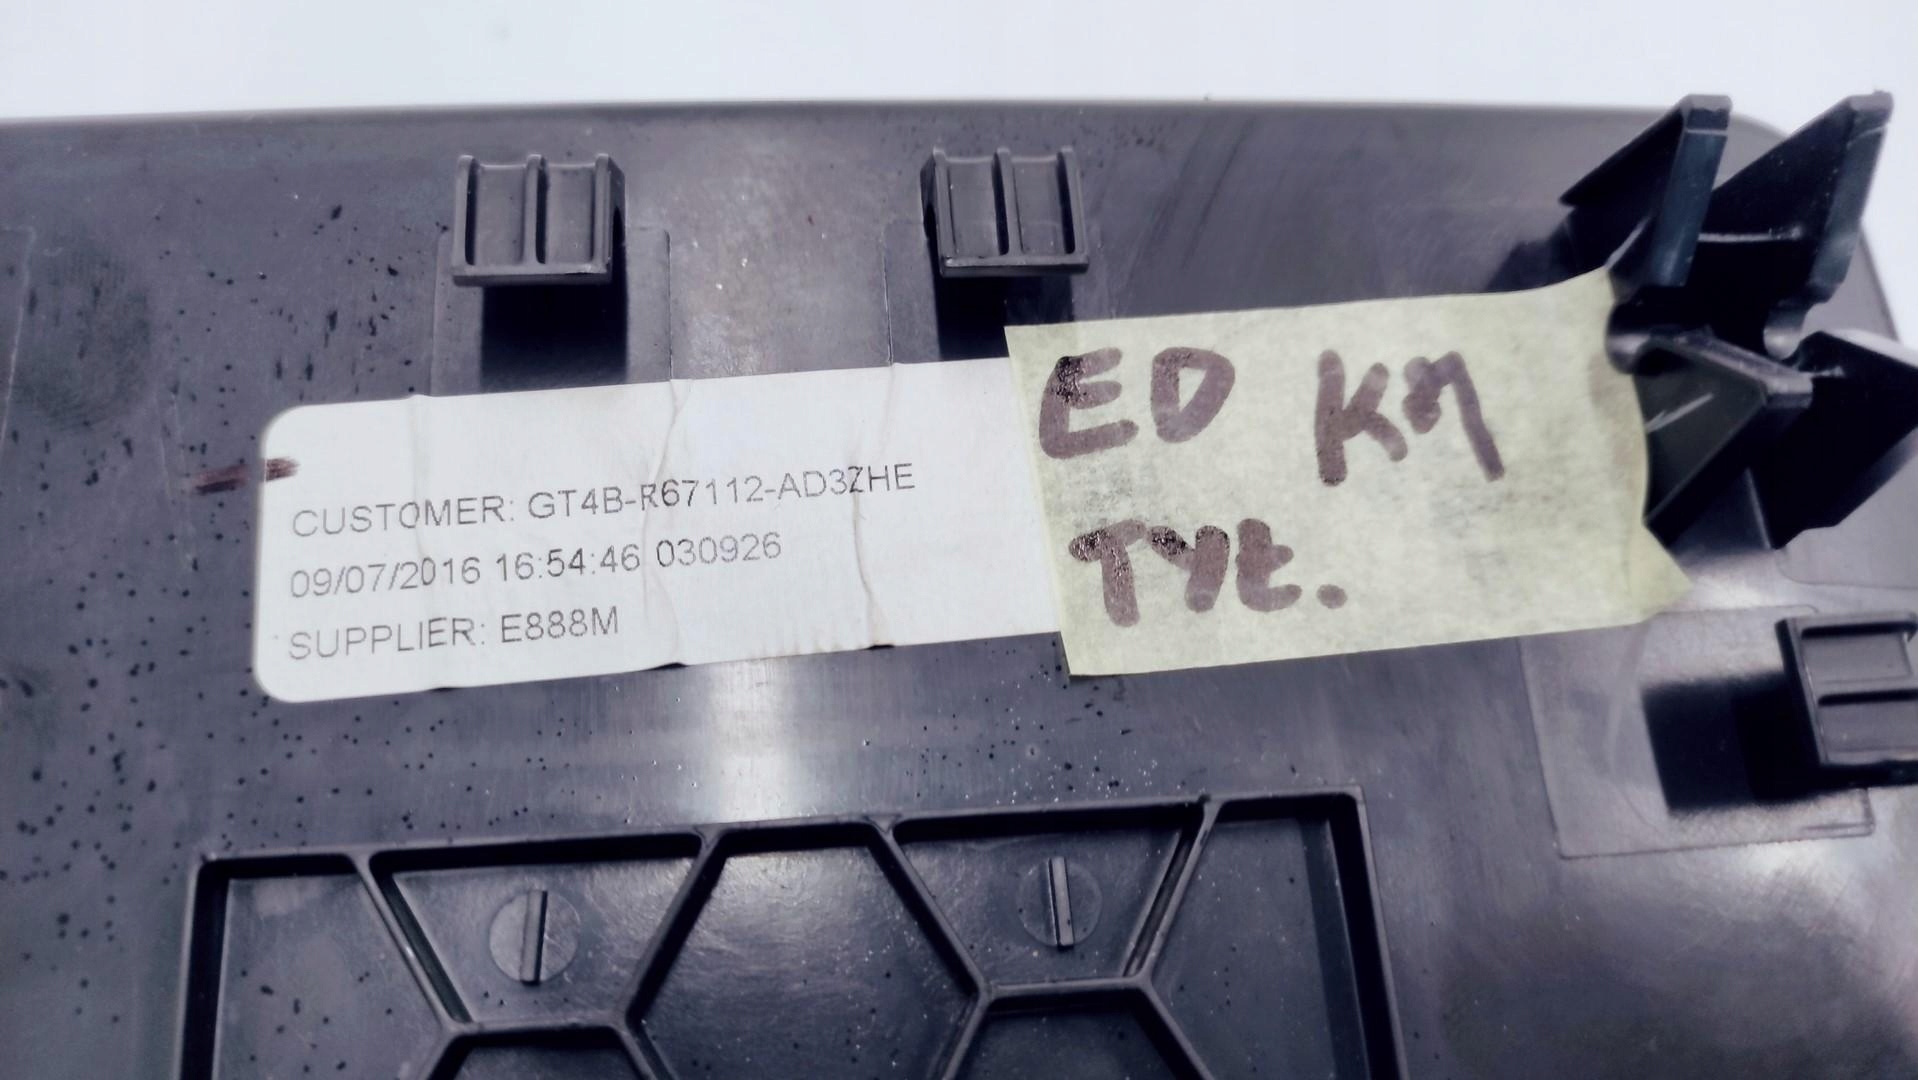 CUSTOMER: GT4B-R67112-AD3ZHE
09/07/2016 16:54:46 030926
SUPPLIER: E888M
ED KM
TYŁ.